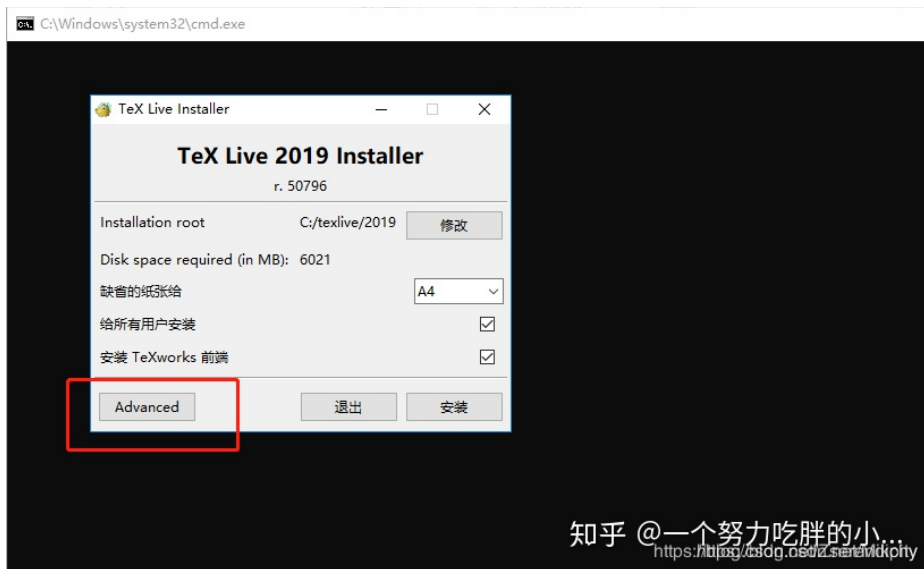 C:\Windows\system32\cmd.exe
TeX Live Installer
TeX Live 2019 Installer
r. 50796
Installation root C:/texlive/2019 修改
Disk space required (in MB): 6021
缺省的纸张给 A4
给所有用户安装
安装 TeXworks 前端
Advanced 退出 安装
知乎 @一个努力吃胖的小...